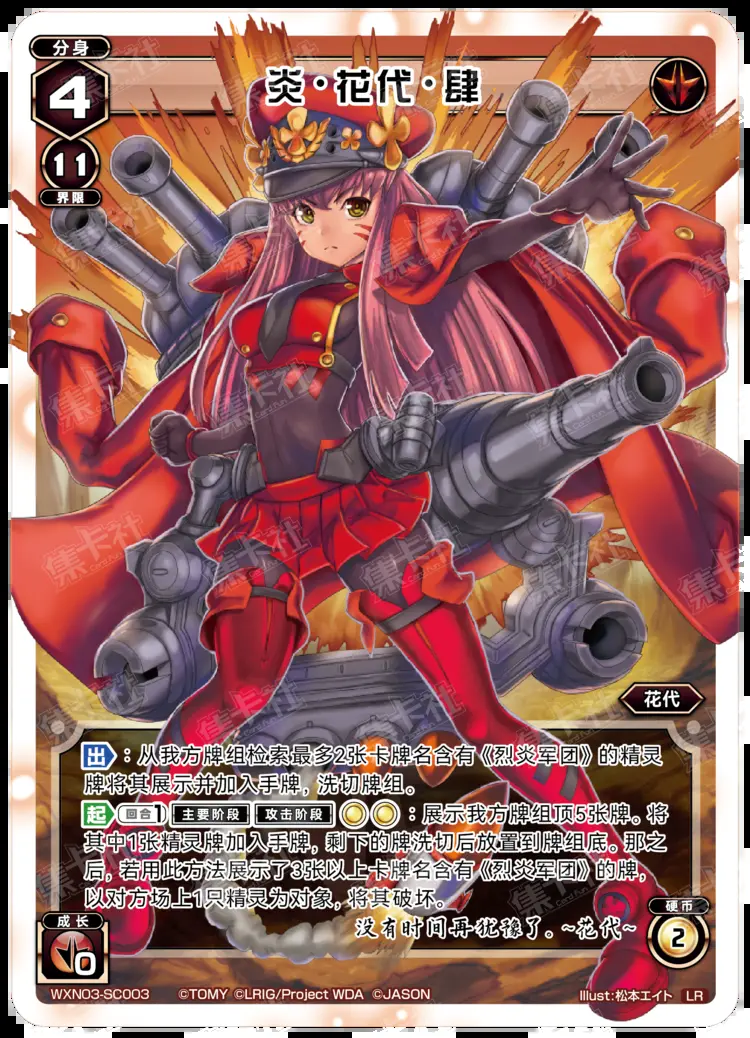 分身
4
炎·花代·肆
11
界限
花代
出：从我方牌组检索最多2张卡牌名含有《烈炎军团》的精灵
牌将其展示并加入手牌，洗切牌组。
起 回合1 主要阶段 攻击阶段 ：展示我方牌组顶5张牌。将
其中1张精灵牌加入手牌，剩下的牌洗切后放置到牌组底。那之
后，若用此方法展示了3张以上卡牌名含有《烈炎军团》的牌，
以对方场上1只精灵为对象，将其破坏。
没有时间再犹豫了。~花代~
成长
0
硬币
2
WXN03-SC003 ©TOMY ©LRIG/Project WDA ©JASON Illust:松本エイト LR
集卡社
Card Fun